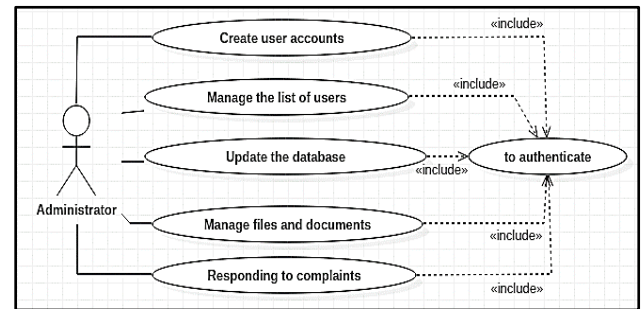 «include»
Create user accounts
«include»
Manage the list of users
Update the database
to authenticate
«include»
Administrator
Manage files and documents
«include»
Responding to complaints
«include»